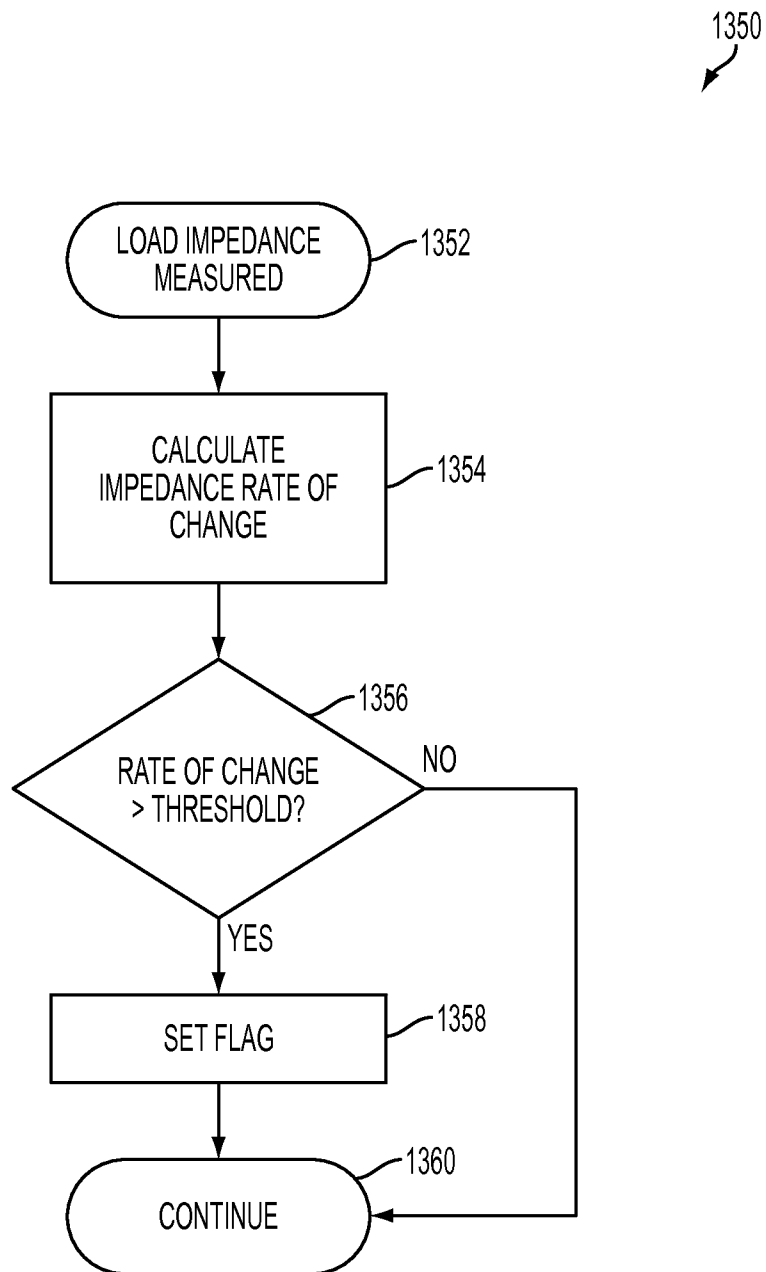 1350
LOAD IMPEDANCE
MEASURED
1352
CALCULATE
IMPEDANCE RATE OF
CHANGE
1354
1356
RATE OF CHANGE
> THRESHOLD?
NO
YES
SET FLAG
1358
1360
CONTINUE